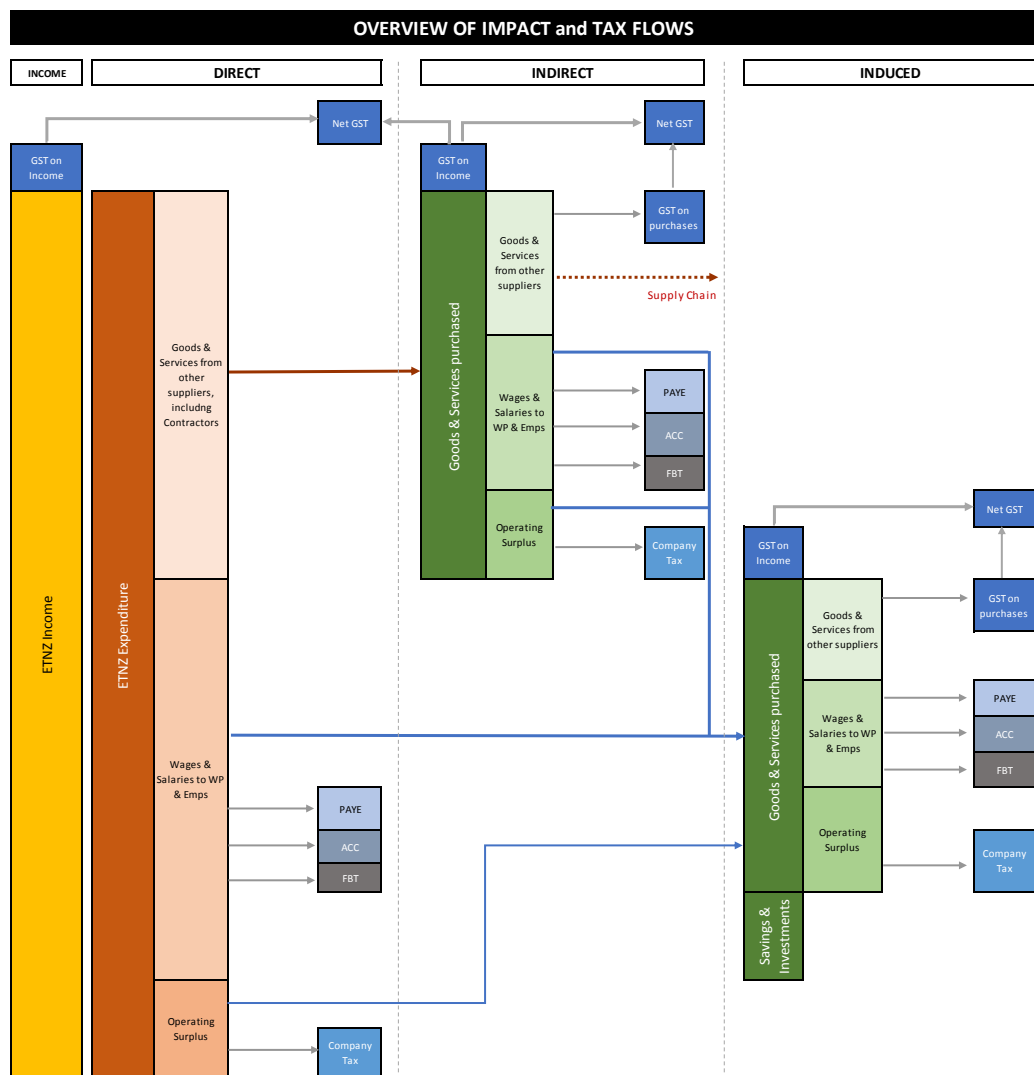 OVERVIEW OF IMPACT and TAX FLOWS
INCOME
DIRECT
INDIRECT
INDUCED
Net GST
Net GST
GST on
Income
GST on
Income
GST on
purchases
Goods &
Services
from other
suppliers
Supply Chain
Goods &
Services from
other
suppliers,
includng
Contractors
Goods & Services purchased
Wages &
Salaries to
WP & Emps
PAYE
ACC
FBT
Operating
Surplus
Company
Tax
Net GST
GST on
Income
GST on
purchases
Goods &
Services from
other suppliers
ETNZ Income
ETNZ Expenditure
Wages &
Salaries to WP
& Emps
PAYE
ACC
FBT
Goods & Services purchased
Wages &
Salaries to WP
& Emps
PAYE
ACC
FBT
Operating
Surplus
Company
Tax
Savings &
Investments
Operating
Surplus
Company
Tax